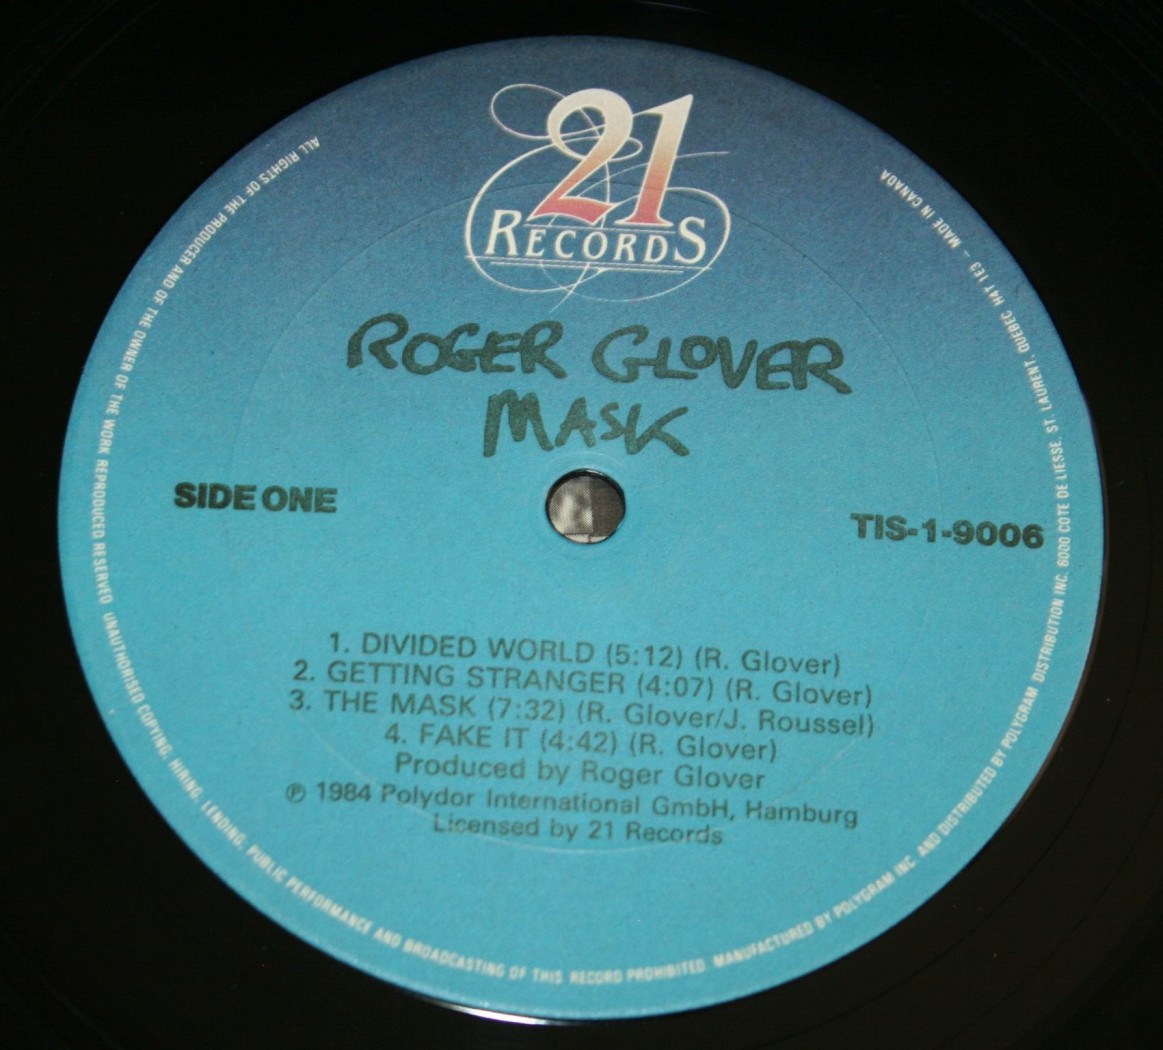 21
RECORDS
ROGER GLOVER
MASK
SIDE ONE
TIS-1-9006
1. DIVIDED WORLD (5:12) (R. Glover)
2. GETTING STRANGER (4:07) (R. Glover)
3. THE MASK (7:32) (R. Glover/J. Roussel)
4. FAKE IT (4:42) (R. Glover)
Produced by Roger Glover
℗ 1984 Polydor International GmbH, Hamburg
Licensed by 21 Records
ALL RIGHTS OF THE PRODUCER AND OF THE OWNER OF THE WORK REPRODUCED RESERVED UNAUTHORISED COPYING, HIRING, LENDING, PUBLIC PERFORMANCE AND BROADCASTING OF THIS RECORD PROHIBITED. MANUFACTURED BY POLYGRAM INC. AND DISTRIBUTED BY POLYGRAM DISTRIBUTION INC. 6000 COTE DE LIESSE, ST. LAURENT, QUEBEC H4T 1E3 – MADE IN CANADA